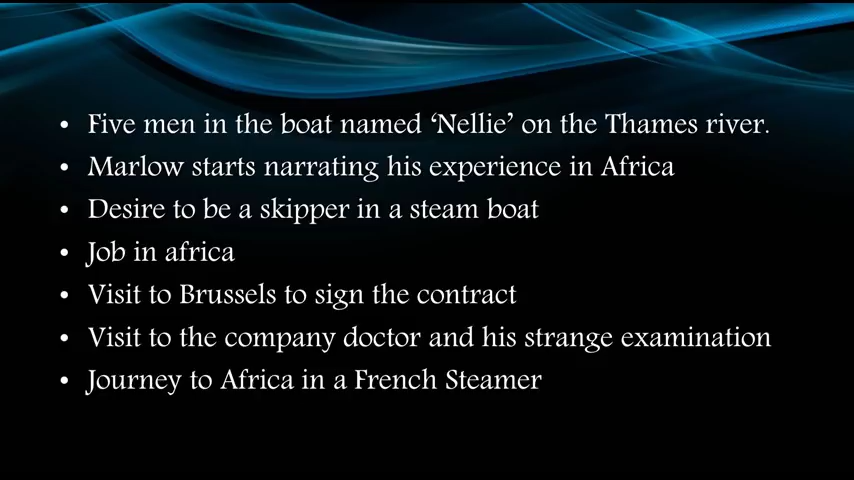 • Five men in the boat named ‘Nellie’ on the Thames river.
• Marlow starts narrating his experience in Africa
• Desire to be a skipper in a steam boat
• Job in africa
• Visit to Brussels to sign the contract
• Visit to the company doctor and his strange examination
• Journey to Africa in a French Steamer